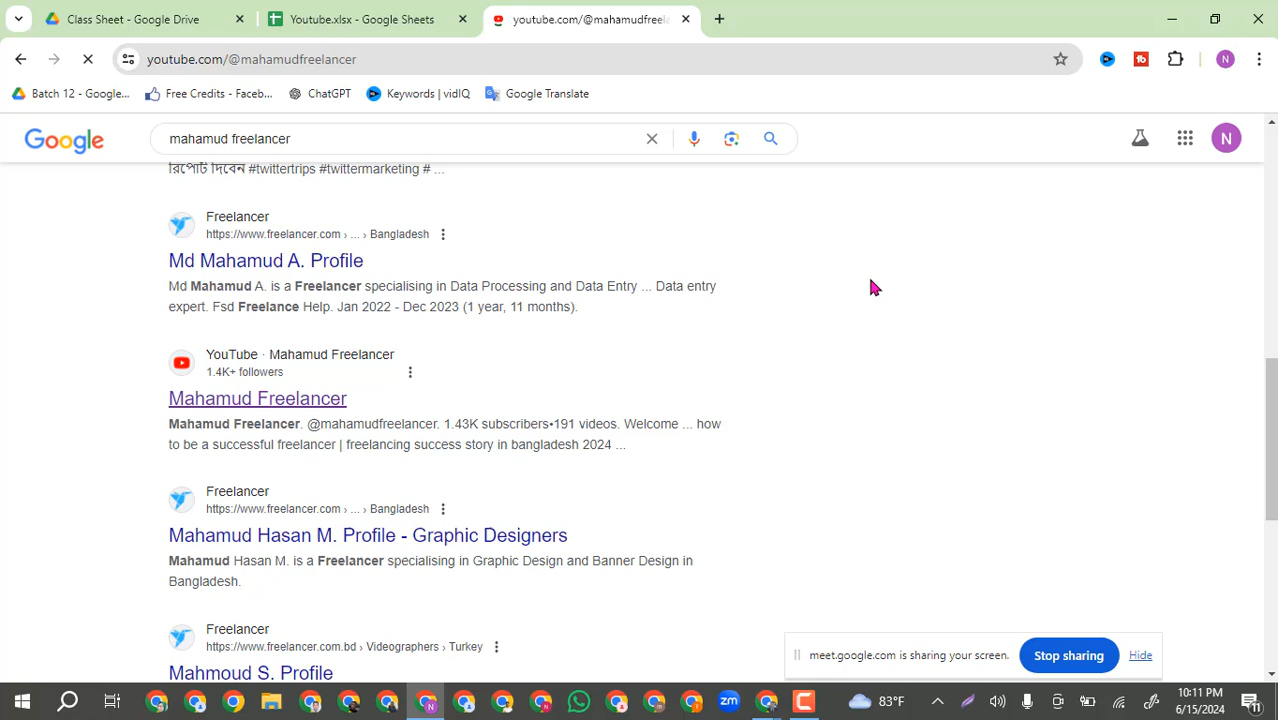 Class Sheet - Google Drive
Youtube.xlsx - Google Sheets
youtube.com/@mahamudfreela
youtube.com/@mahamudfreelancer
N
Batch 12 - Google...
Free Credits - Faceb...
ChatGPT
Keywords | vidIQ
Google Translate
Google
mahamud freelancer
N
রিপোর্ট দিবেন #twittertrips #twittermarketing # ...
Freelancer
https://www.freelancer.com › ... › Bangladesh
Md Mahamud A. Profile
Md Mahamud A. is a Freelancer specialising in Data Processing and Data Entry ... Data entry
expert. Fsd Freelance Help. Jan 2022 - Dec 2023 (1 year, 11 months).
YouTube · Mahamud Freelancer
1.4K+ followers
Mahamud Freelancer
Mahamud Freelancer. @mahamudfreelancer. 1.43K subscribers•191 videos. Welcome ... how
to be a successful freelancer | freelancing success story in bangladesh 2024 ...
Freelancer
https://www.freelancer.com › ... › Bangladesh
Mahamud Hasan M. Profile - Graphic Designers
Mahamud Hasan M. is a Freelancer specialising in Graphic Design and Banner Design in
Bangladesh.
Freelancer
https://www.freelancer.com.bd › Videographers › Turkey
Mahmoud S. Profile
meet.google.com is sharing your screen.
Stop sharing
Hide
zm
83°F
10:11 PM
6/15/2024
11